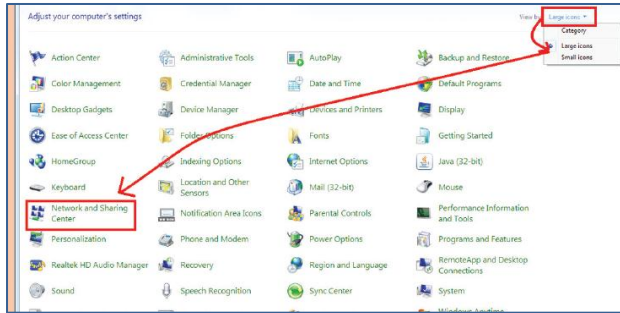 Adjust your computer's settings
View by: Large icons
Category
Large icons
Small icons
Action Center
Administrative Tools
AutoPlay
Backup and Restore
Color Management
Credential Manager
Date and Time
Default Programs
Desktop Gadgets
Device Manager
Devices and Printers
Display
Ease of Access Center
Folder Options
Fonts
Getting Started
HomeGroup
Indexing Options
Internet Options
Java (32-bit)
Keyboard
Location and Other
Sensors
Mail (32-bit)
Mouse
Network and Sharing
Center
Notification Area Icons
Parental Controls
Performance Information
and Tools
Personalization
Phone and Modem
Power Options
Programs and Features
Realtek HD Audio Manager
Recovery
Region and Language
RemoteApp and Desktop
Connections
Sound
Speech Recognition
Sync Center
System
Windows Anytime